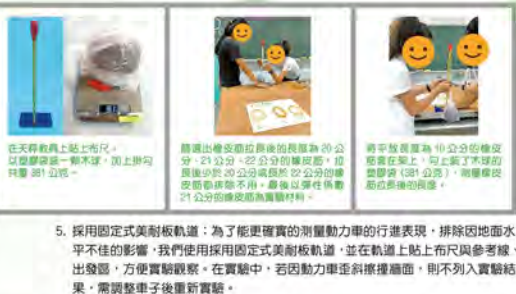 在天秤教具上貼上布尺。
以塑膠袋裝一顆木球，加上掛勾
共重 381 公克。
篩選出橡皮筋拉長後的長度為 20 公
分、21 公分、22 公分的橡皮筋，拉
長後少於 20 公分或長於 22 公分的橡
皮筋都排除不用。最後以彈性係數
21 公分的橡皮筋為實驗材料。
將平放長度為 10 公分的橡皮
筋套在架上，勾上裝了木球的
塑膠袋（381 公克），測量橡皮
筋拉長後的長度。
5. 採用固定式美耐板軌道：為了能更確實的測量動力車的行進表現，排除因地面水
平不佳的影響，我們使用採用固定式美耐板軌道，並在軌道上貼上布尺與參考線，
出發區，方便實驗觀察。在實驗中，若因動力車歪斜擦撞牆面，則不列入實驗結
果，需調整車子後重新實驗。